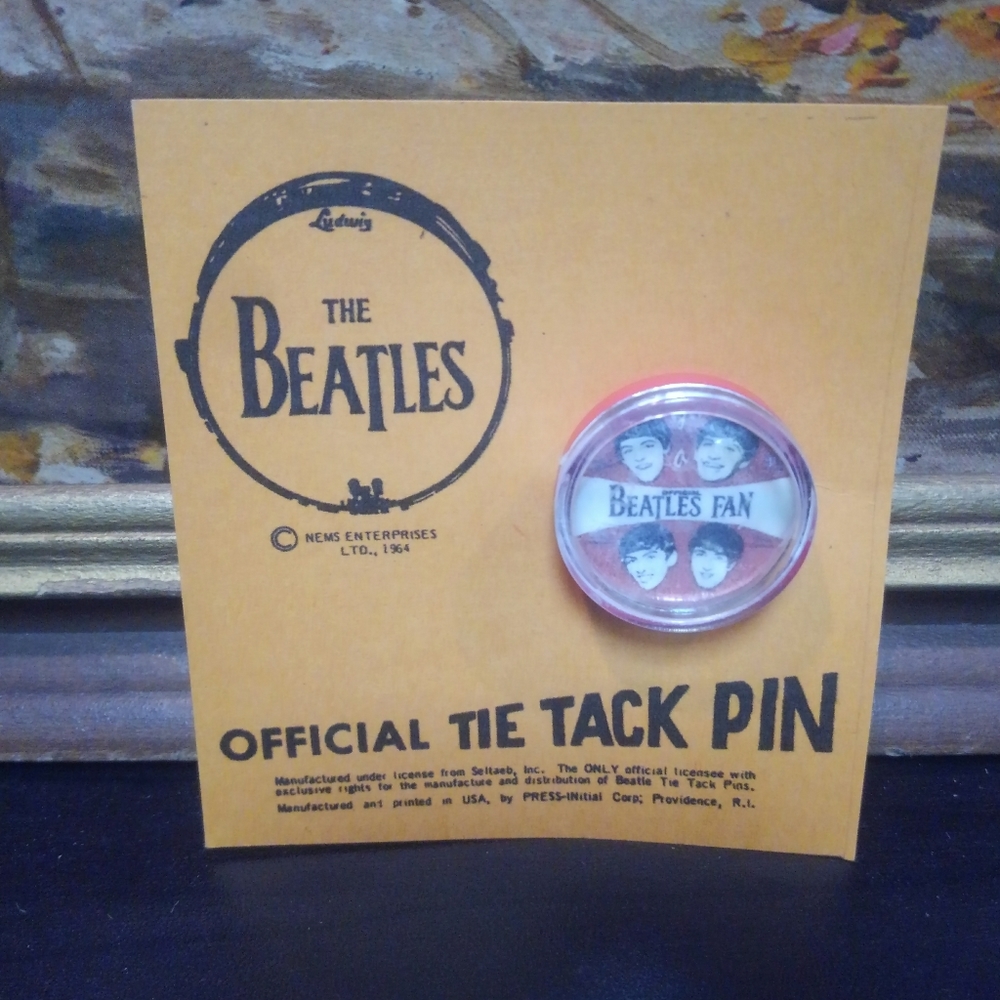 Ludwig
THE
BEATLES
© NEMS ENTERPRISES
LTD., 1964
OFFICIAL
BEATLES FAN
OFFICIAL TIE TACK PIN
Manufactured under license from Seltaeb, Inc. The ONLY official licensee with
exclusive rights for the manufacture and distribution of Beatle Tie Tack Pins.
Manufactured and printed in USA, by PRESS-INitial Corp; Providence, R.I.